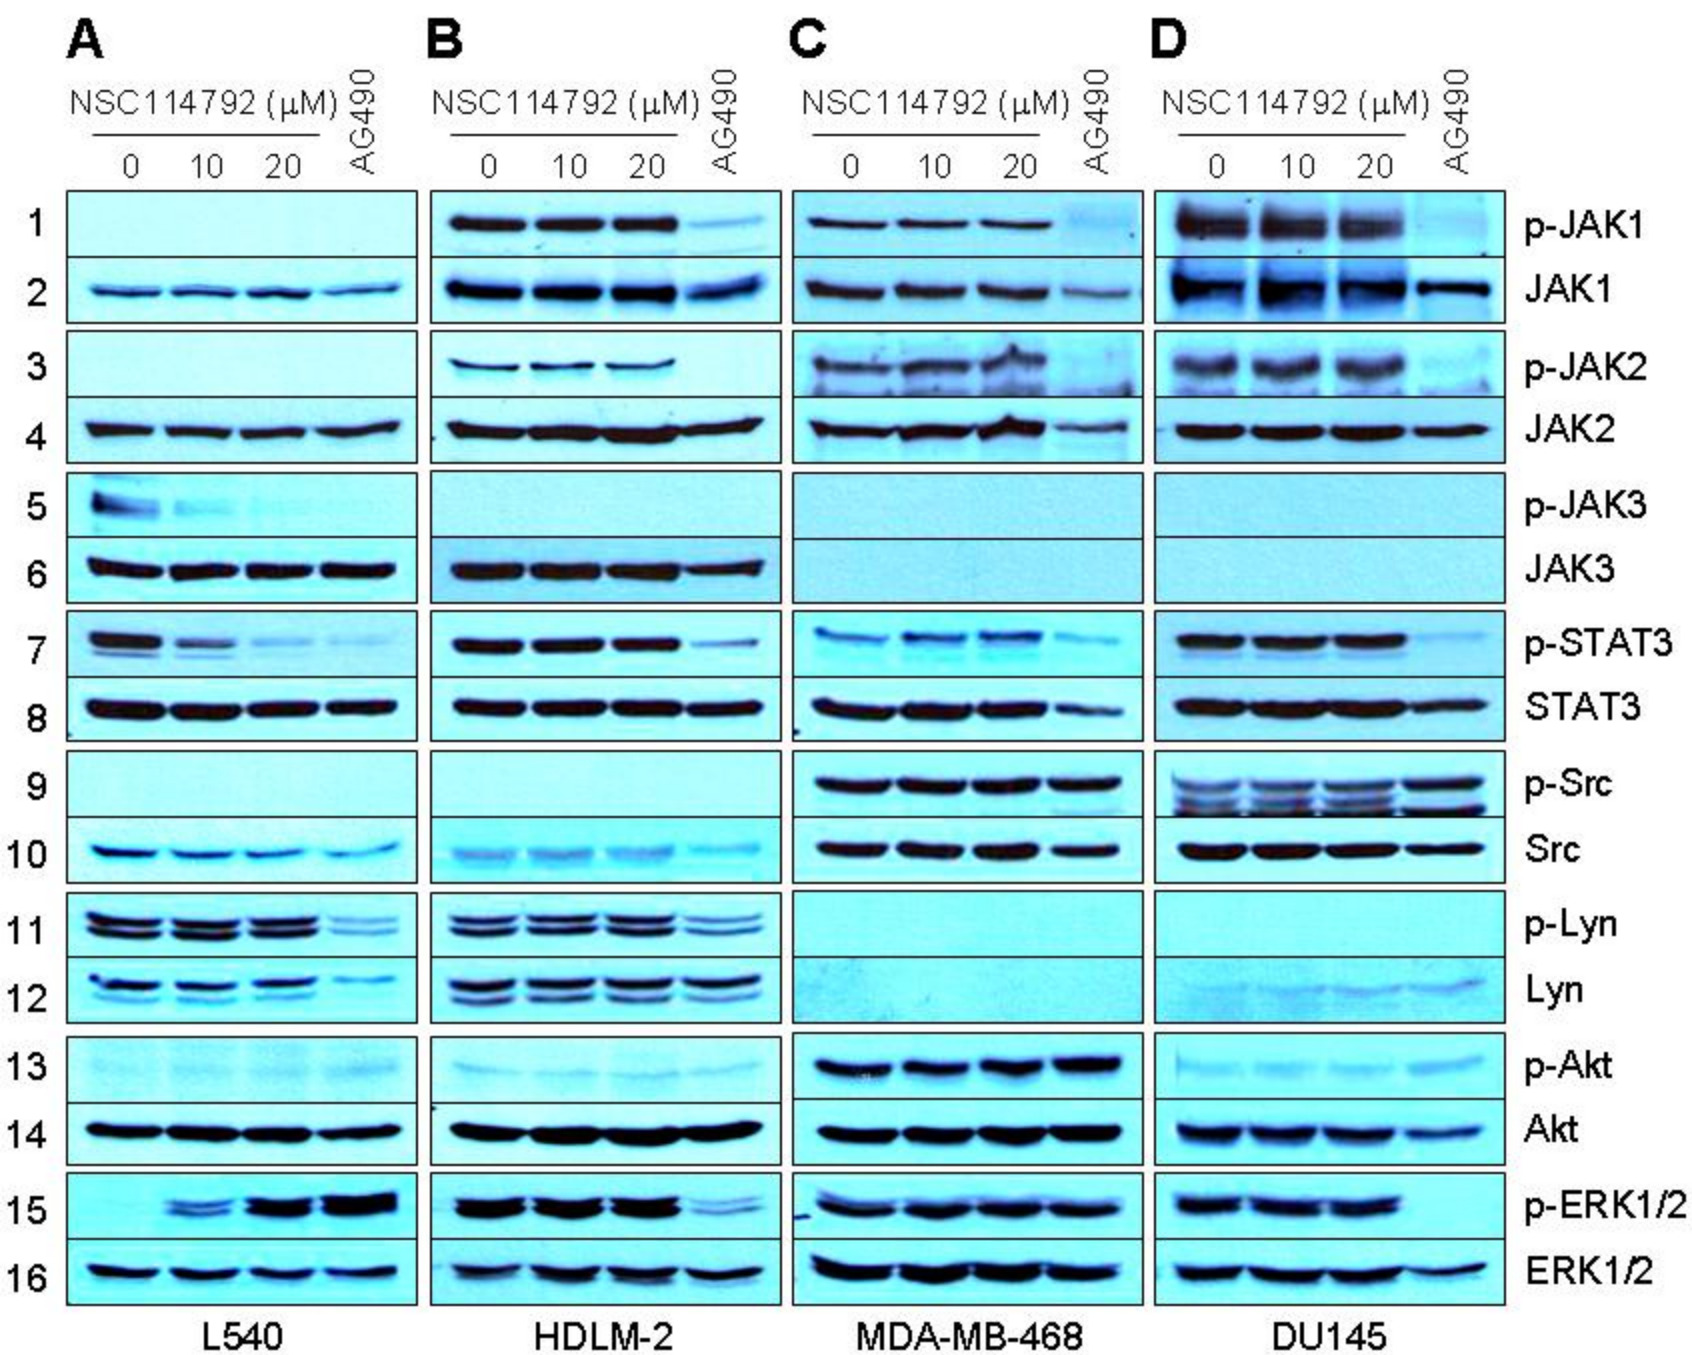 A B C D
NSC114792 (μM) AG490 NSC114792 (μM) AG490 NSC114792 (μM) AG490 NSC114792 (μM) AG490
0 10 20 0 10 20 0 10 20 0 10 20
1 p-JAK1
2 JAK1
3 p-JAK2
4 JAK2
5 p-JAK3
6 JAK3
7 p-STAT3
8 STAT3
9 p-Src
10 Src
11 p-Lyn
12 Lyn
13 p-Akt
14 Akt
15 p-ERK1/2
16 ERK1/2
L540 HDLM-2 MDA-MB-468 DU145